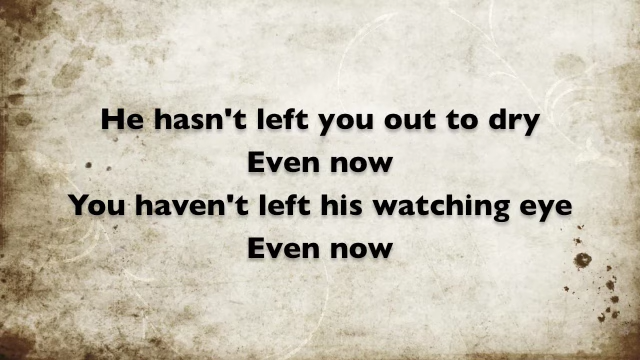 He hasn't left you out to dry
Even now
You haven't left his watching eye
Even now